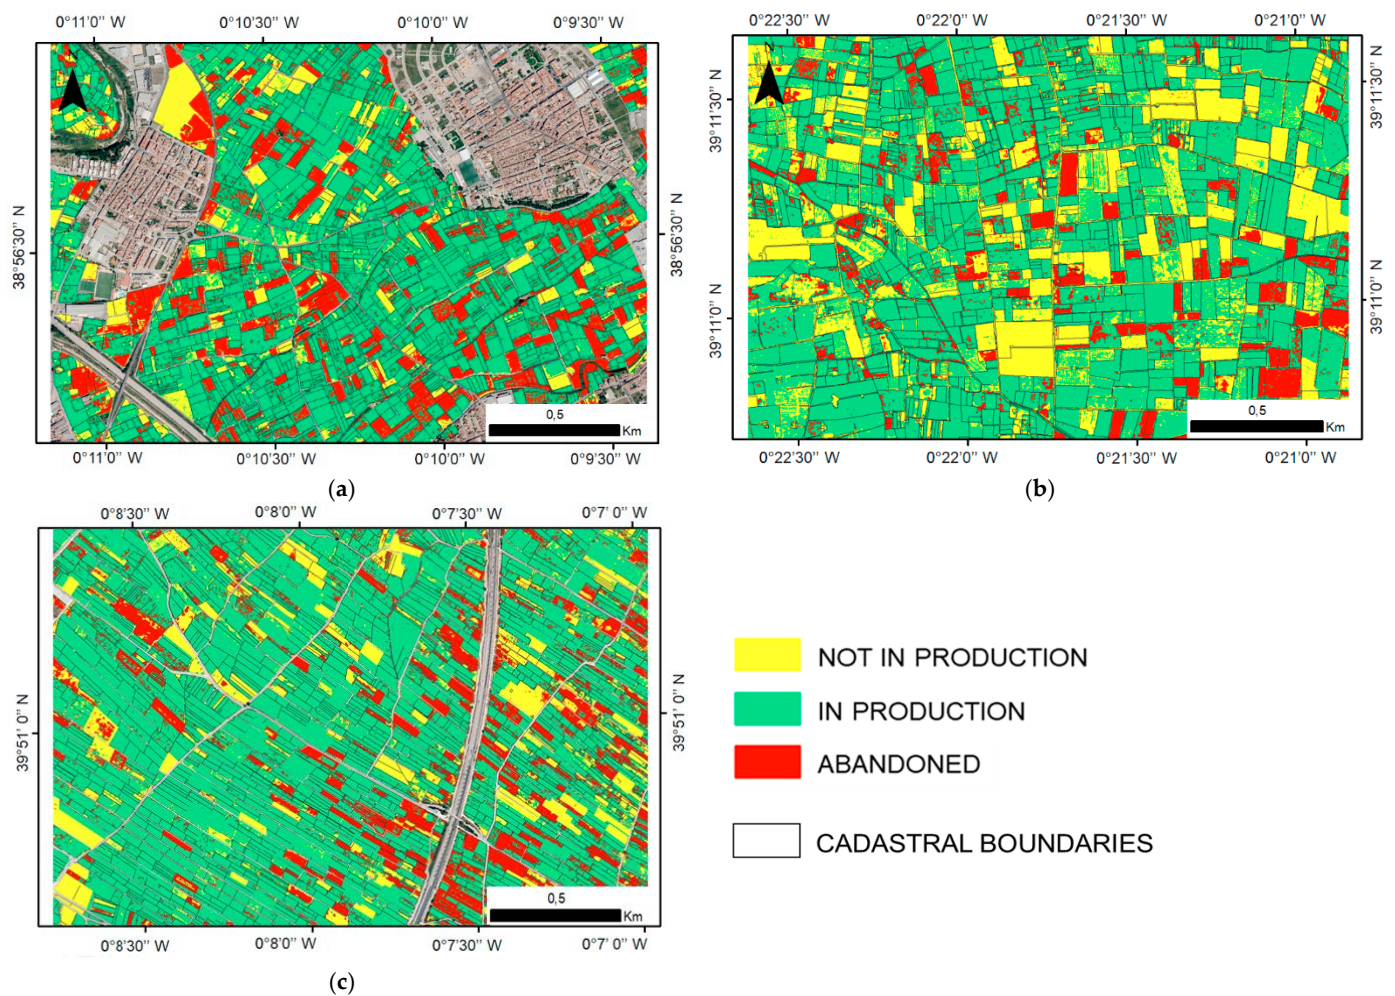 0°11'0'' W 0°10'30'' W 0°10'0'' W 0°9'30'' W
38°56'30'' N
38°56'30'' N
0,5
Km
0°11'0'' W 0°10'30'' W 0°10'0'' W 0°9'30'' W
(a)
0°22'30'' W 0°22'0'' W 0°21'30'' W 0°21'0'' W
39°11'30'' N
39°11'30'' N
39°11'0'' N
39°11'0'' N
0,5
Km
0°22'30'' W 0°22'0'' W 0°21'30'' W 0°21'0'' W
(b)
0°8'30'' W 0°8'0'' W 0°7'30'' W 0°7'0'' W
39°51' 0'' N
39°51' 0'' N
0,5
Km
0°8'30'' W 0°8'0'' W 0°7'30'' W 0°7'0'' W
(c)
NOT IN PRODUCTION
IN PRODUCTION
ABANDONED
CADASTRAL BOUNDARIES